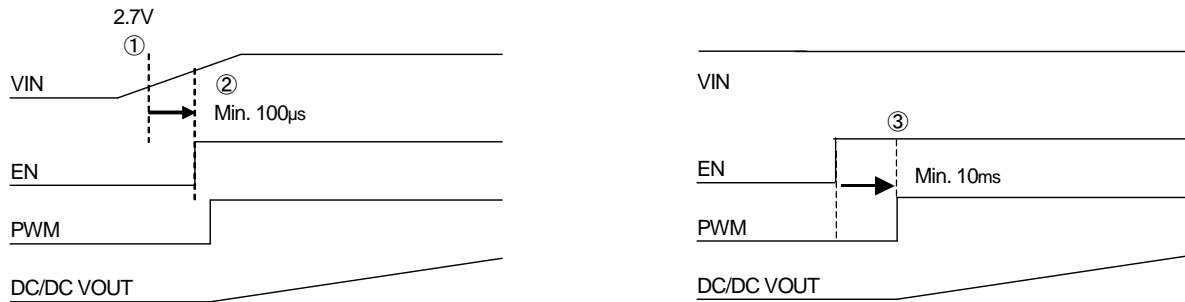 2.7V
①
VIN
②
Min. 100µs
EN
PWM
DC/DC VOUT
VIN
③
EN
Min. 10ms
PWM
DC/DC VOUT